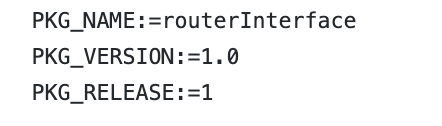 PKG_NAME:=routerInterface
PKG_VERSION:=1.0
PKG_RELEASE:=1